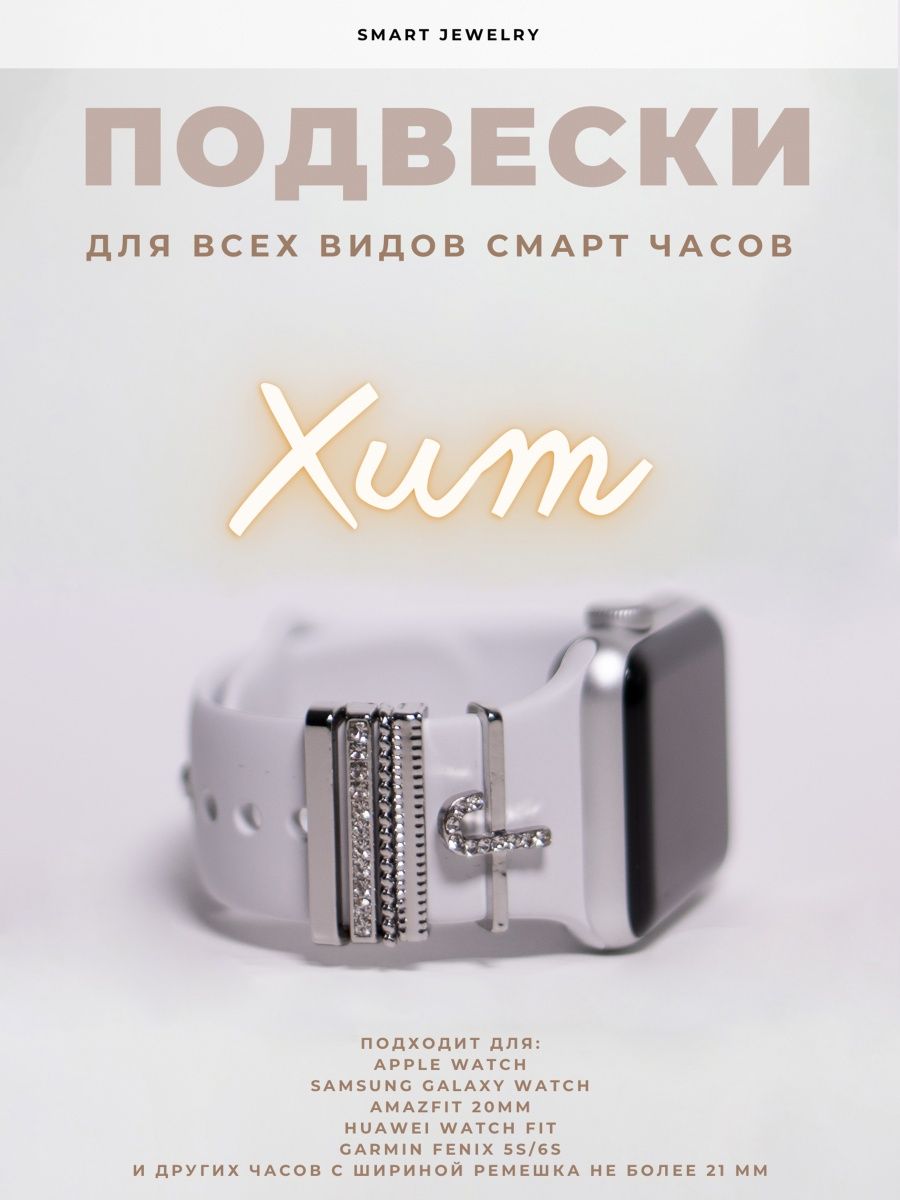 SMART JEWELRY
ПОДВЕСКИ
ДЛЯ ВСЕХ ВИДОВ СМАРТ ЧАСОВ
Хит
ПОДХОДИТ ДЛЯ:
APPLE WATCH
SAMSUNG GALAXY WATCH
AMAZFIT 20MM
HUAWEI WATCH FIT
GARMIN FENIX 5S/6S
И ДРУГИХ ЧАСОВ С ШИРИНОЙ РЕМЕШКА НЕ БОЛЕЕ 21 ММ